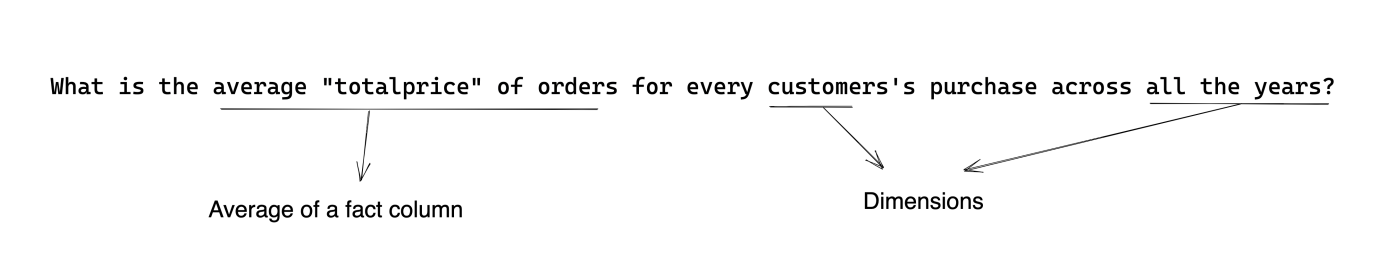 What is the average "totalprice" of orders for every customers's purchase across all the years?
Average of a fact column
Dimensions